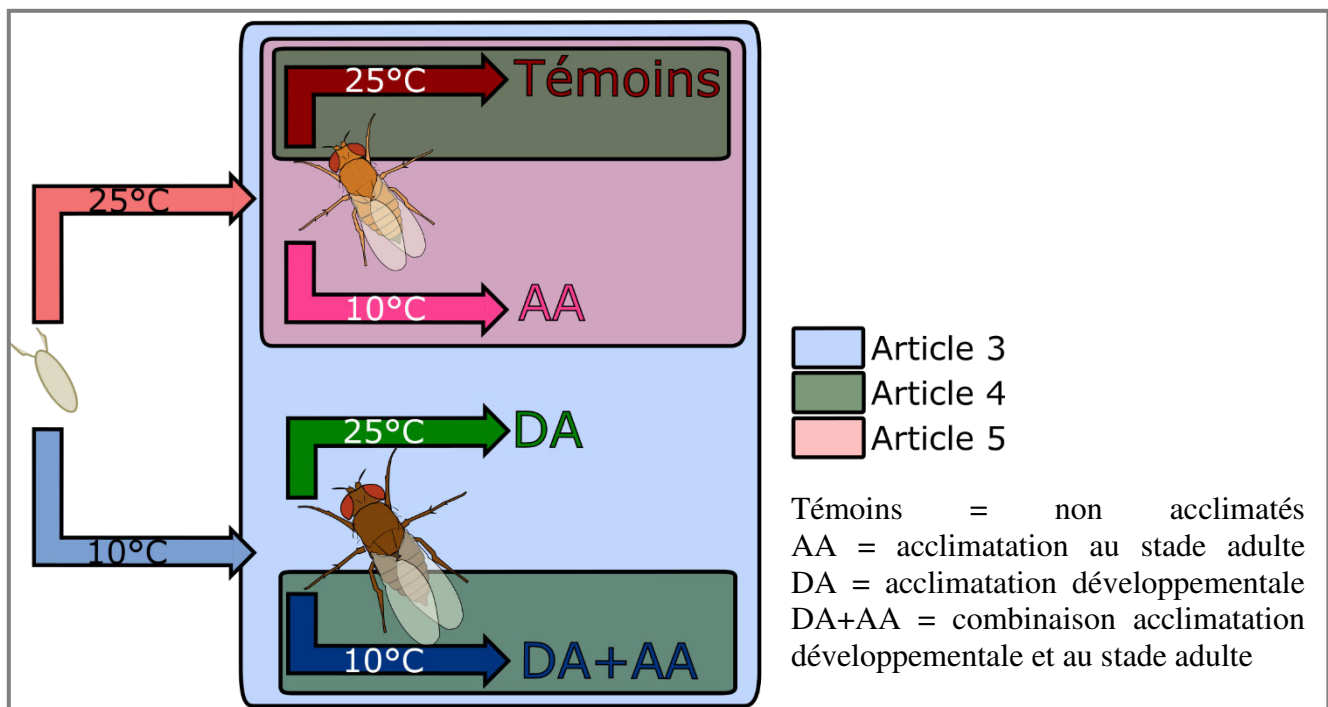 25°C Témoins
25°C
10°C AA
Article 3
Article 4
25°C DA
Article 5
Témoins = non acclimatés
AA = acclimatation au stade adulte
DA = acclimatation développementale
DA+AA = combinaison acclimatation
développementale et au stade adulte
10°C
10°C DA+AA